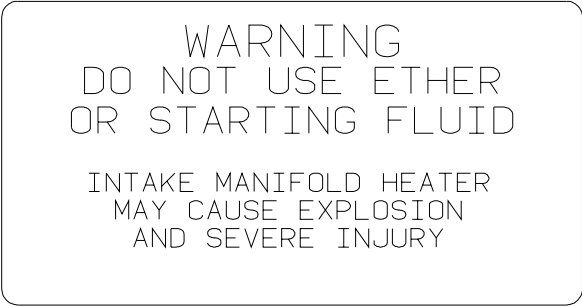 WARNING
DO NOT USE ETHER
OR STARTING FLUID
INTAKE MANIFOLD HEATER
MAY CAUSE EXPLOSION
AND SEVERE INJURY